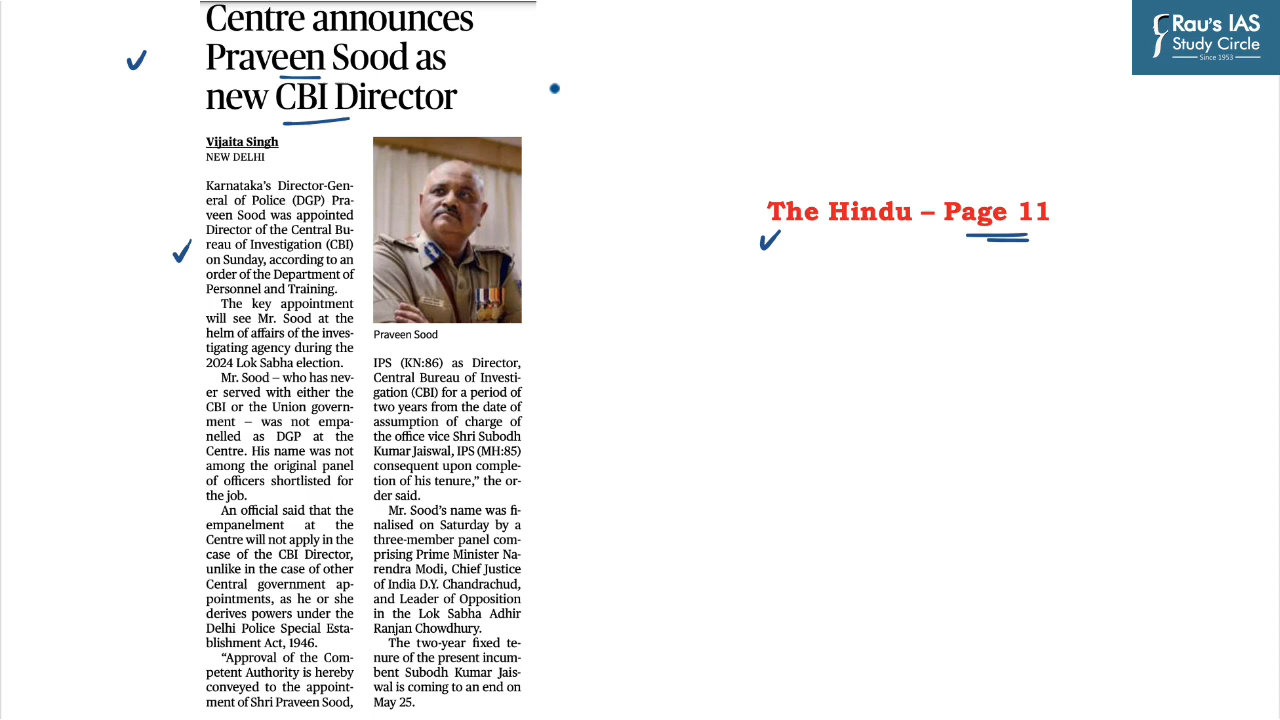 Centre announces
Praveen Sood as
new CBI Director
Vijaita Singh
NEW DELHI
Karnataka's Director-Gen-
eral of Police (DGP) Pra-
veen Sood was appointed
Director of the Central Bu-
reau of Investigation (CBI)
on Sunday, according to an
order of the Department of
Personnel and Training.
The key appointment
will see Mr. Sood at the
helm of affairs of the inves-
tigating agency during the
2024 Lok Sabha election.
Mr. Sood – who has nev-
er served with either the
CBI or the Union govern-
ment – was not empa-
nelled as DGP at the
Centre. His name was not
among the original panel
of officers shortlisted for
the job.
An official said that the
empanelment at the
Centre will not apply in the
case of the CBI Director,
unlike in the case of other
Central government ap-
pointments, as he or she
derives powers under the
Delhi Police Special Esta-
blishment Act, 1946.
“Approval of the Com-
petent Authority is hereby
conveyed to the appoint-
ment of Shri Praveen Sood,
Praveen Sood
IPS (KN:86) as Director,
Central Bureau of Investi-
gation (CBI) for a period of
two years from the date of
assumption of charge of
the office vice Shri Subodh
Kumar Jaiswal, IPS (MH:85)
consequent upon comple-
tion of his tenure,” the or-
der said.
Mr. Sood's name was fi-
nalised on Saturday by a
three-member panel com-
prising Prime Minister Na-
rendra Modi, Chief Justice
of India D.Y. Chandrachud,
and Leader of Opposition
in the Lok Sabha Adhir
Ranjan Chowdhury.
The two-year fixed te-
nure of the present incum-
bent Subodh Kumar Jais-
wal is coming to an end on
May 25.
The Hindu – Page 11
Rau's IAS
Study Circle
Since 1953